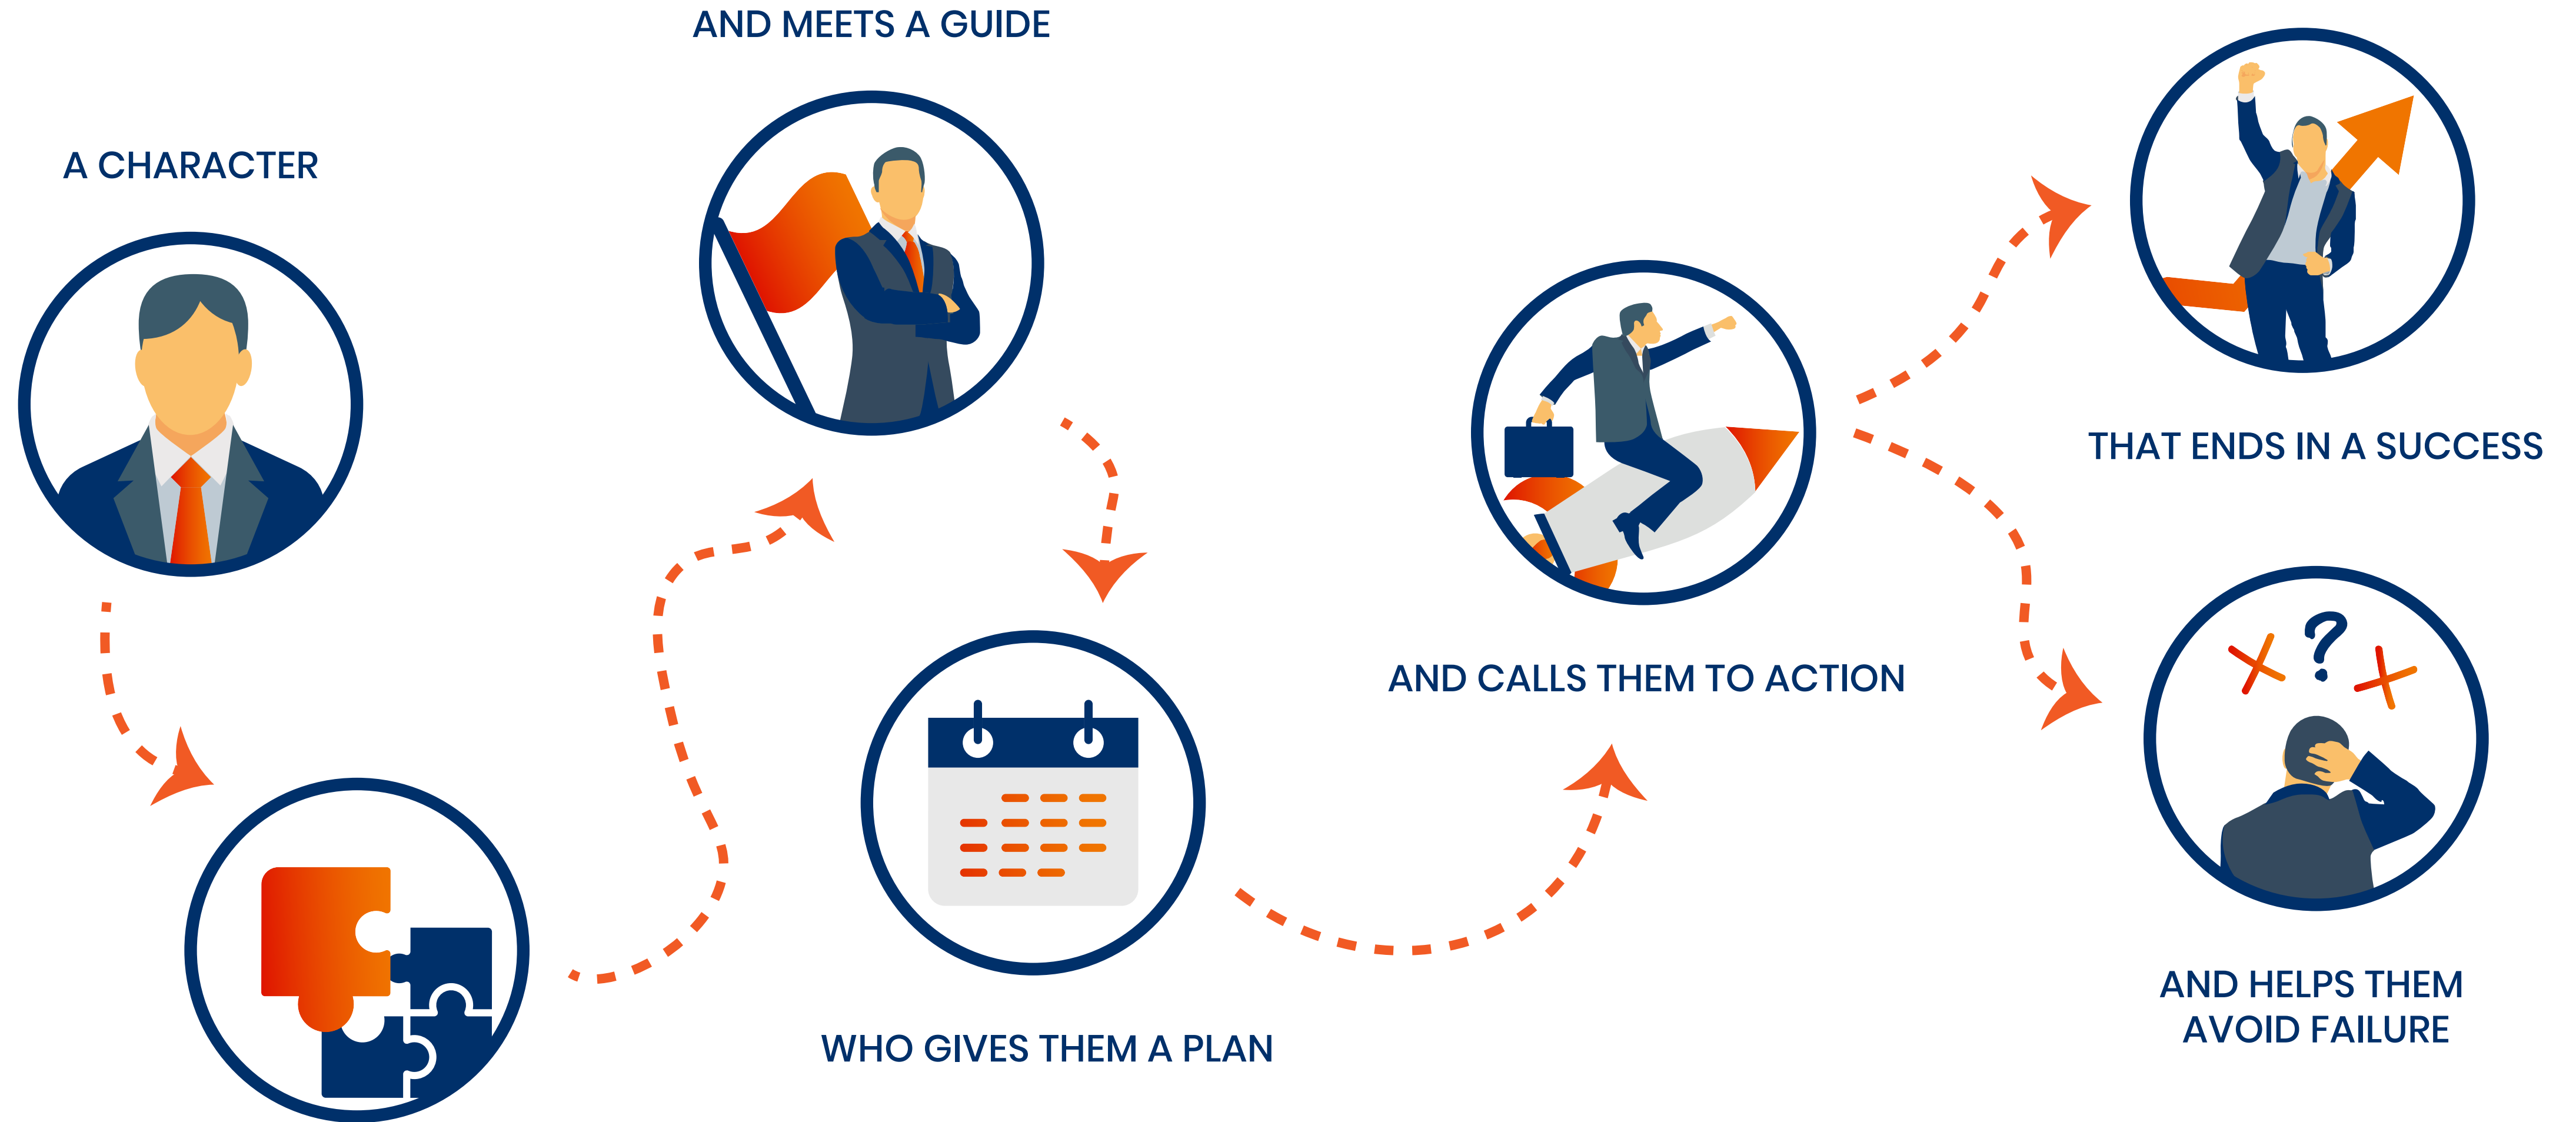 A CHARACTER
AND MEETS A GUIDE
WHO GIVES THEM A PLAN
AND CALLS THEM TO ACTION
THAT ENDS IN A SUCCESS
AND HELPS THEM
AVOID FAILURE